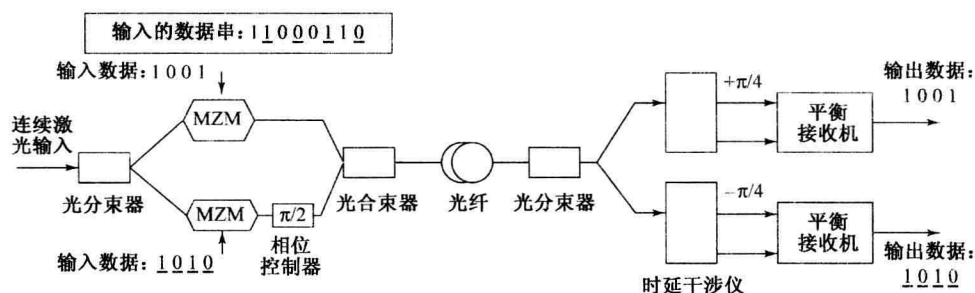 输入的数据串:11000110
输入数据:1001
MZM
连续激
光输入
光分束器
MZM
π/2
相位
控制器
输入数据:1010
光合束器
光纤
光分束器
+π/4
平衡
接收机
输出数据:
1001
−π/4
平衡
接收机
输出数据:
1010
时延干涉仪